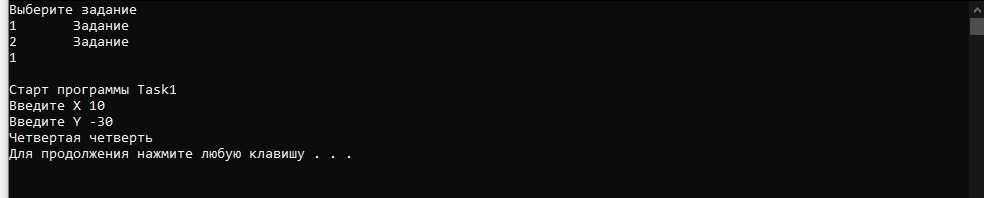 Выберите задание
1 Задание
2 Задание
1
Старт программы Task1
Введите X 10
Введите Y -30
Четвертая четверть
Для продолжения нажмите любую клавишу . . .